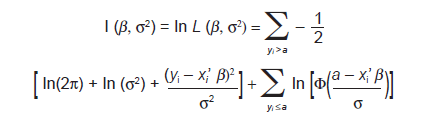 l (β, σ²) = ln L (β, σ²) = ∑_{yᵢ>a} − 1/2
[ ln(2π) + ln (σ²) + (yᵢ − xᵢ′ β)² / σ² ] + ∑_{yᵢ≤a} ln [Φ(a − xᵢ′ β / σ)]